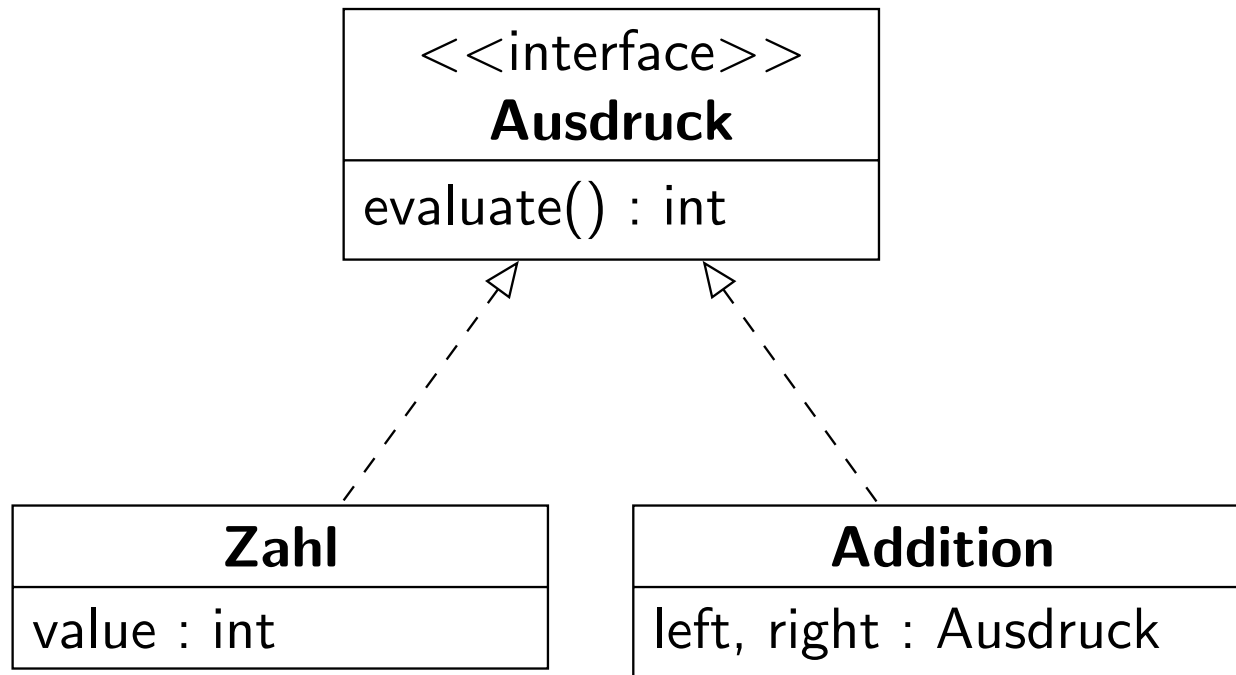 <<interface>>
Ausdruck
evaluate() : int
Zahl
Addition
value : int
left, right : Ausdruck